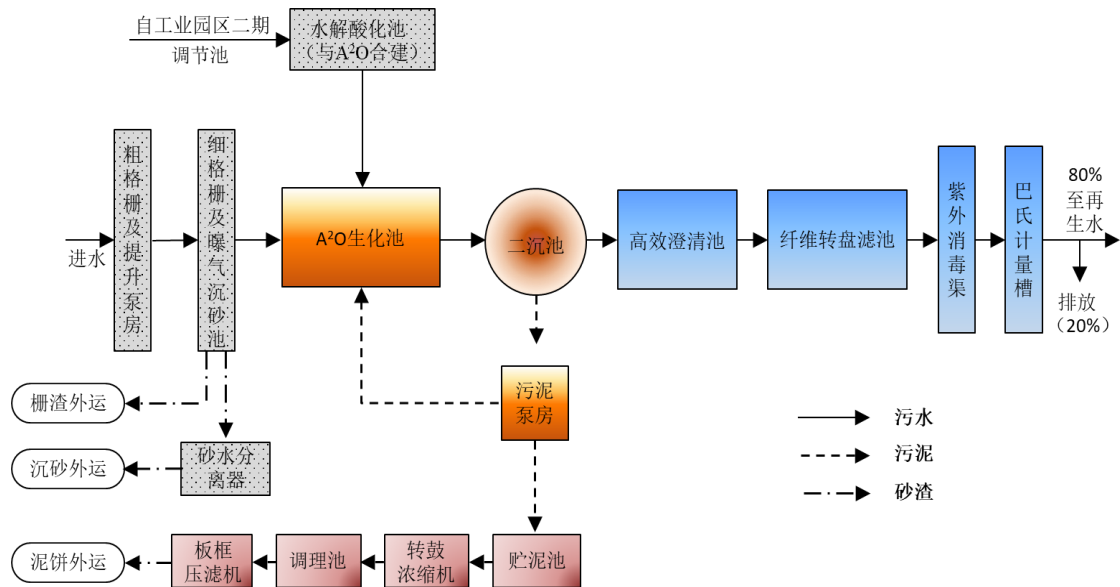 自工业园区二期
调节池
水解酸化池
（与A²O合建）
进水
粗格栅及提升泵房
细格栅及曝气沉砂池
A²O生化池
二沉池
高效澄清池
纤维转盘滤池
紫外消毒渠
巴氏计量槽
80%
至再
生水
排放
（20%）
栅渣外运
沉砂外运
砂水分
离器
污泥
泵房
污水
污泥
砂渣
泥饼外运
板框
压滤机
调理池
转鼓
浓缩机
贮泥池